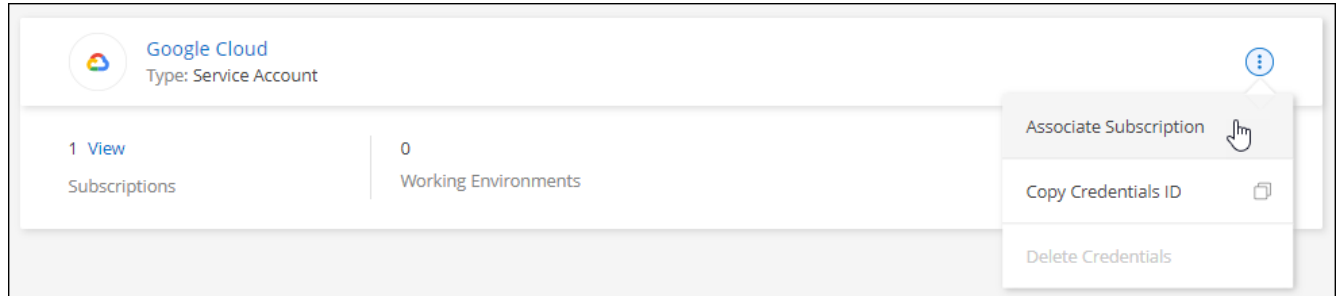 Google Cloud
Type: Service Account
Associate Subscription
1 View
0
Subscriptions
Working Environments
Copy Credentials ID
Delete Credentials